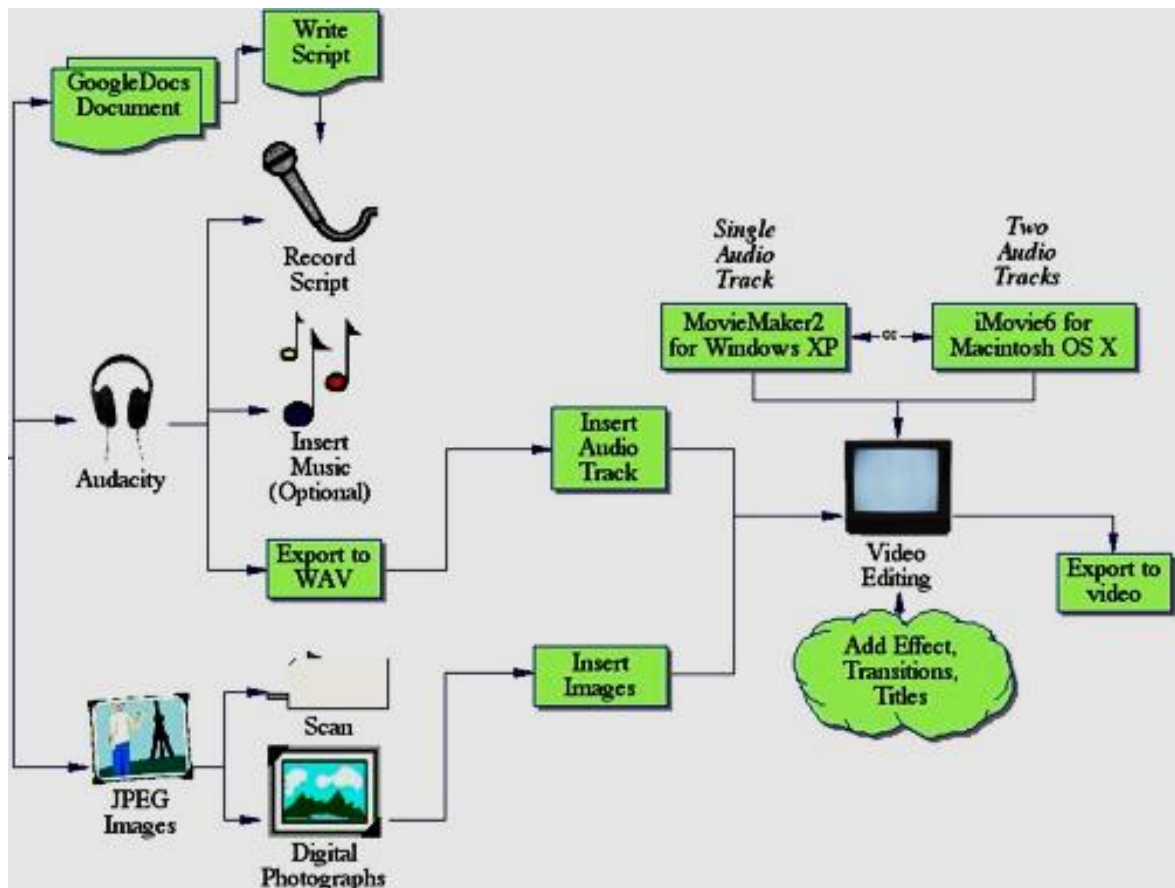 Write
Script
GoogleDocs
Document
Record
Script
Single
Audio
Track
Two
Audio
Tracks
MovieMaker2
for Windows XP
or
iMovie6 for
Macintosh OS X
Audacity
Insert
Music
(Optional)
Insert
Audio
Track
Export to
WAV
Video
Editing
Export to
video
Add Effect,
Transitions,
Titles
Insert
Images
Scan
JPEG
Images
Digital
Photographs